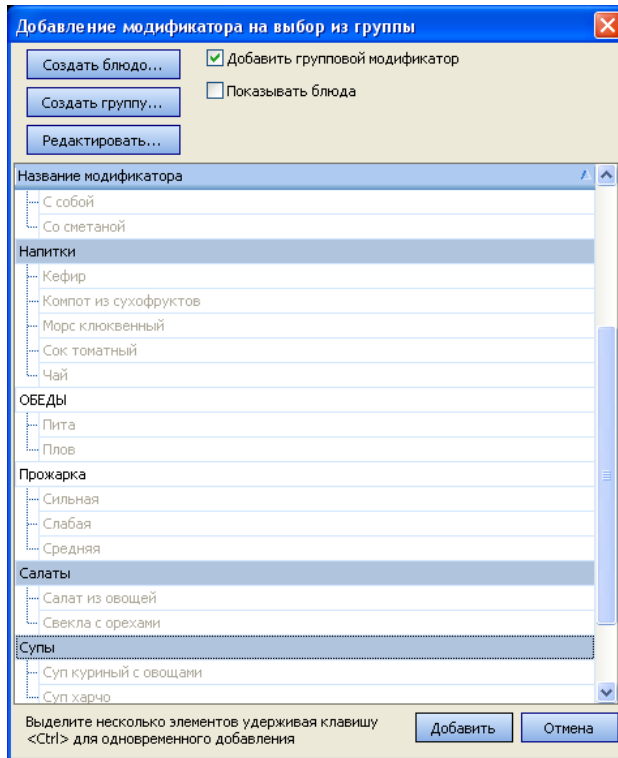 Добавление модификатора на выбор из группы
Создать блюдо...
Добавить групповой модификатор
Создать группу...
Показывать блюда
Редактировать...
Название модификатора
С собой
Со сметаной
Напитки
Кефир
Компот из сухофруктов
Морс клюквенный
Сок томатный
Чай
ОБЕДЫ
Пита
Плов
Прожарка
Сильная
Слабая
Средняя
Салаты
Салат из овощей
Свекла с орехами
Супы
Суп куриный с овощами
Суп харчо
Выделите несколько элементов удерживая клавишу
<Ctrl> для одновременного добавления
Добавить
Отмена